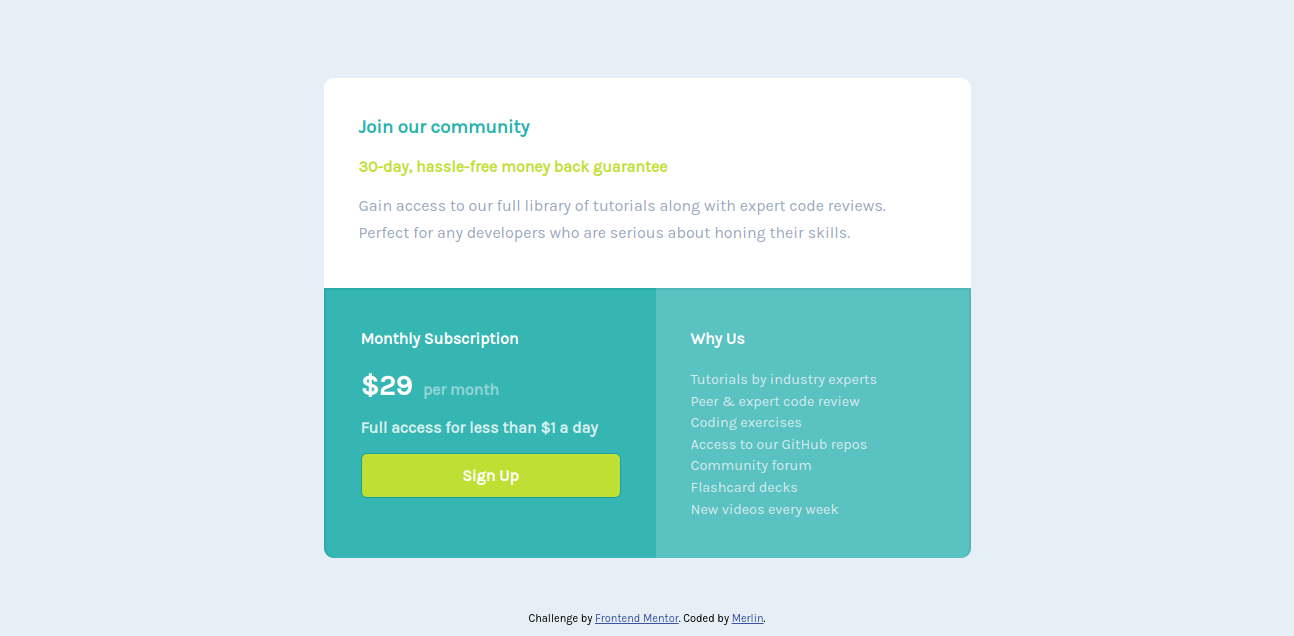 Join our community
30-day, hassle-free money back guarantee
Gain access to our full library of tutorials along with expert code reviews.
Perfect for any developers who are serious about honing their skills.
Monthly Subscription
$29 per month
Full access for less than $1 a day
Sign Up
Why Us
Tutorials by industry experts
Peer & expert code review
Coding exercises
Access to our GitHub repos
Community forum
Flashcard decks
New videos every week
Challenge by Frontend Mentor. Coded by Merlin.